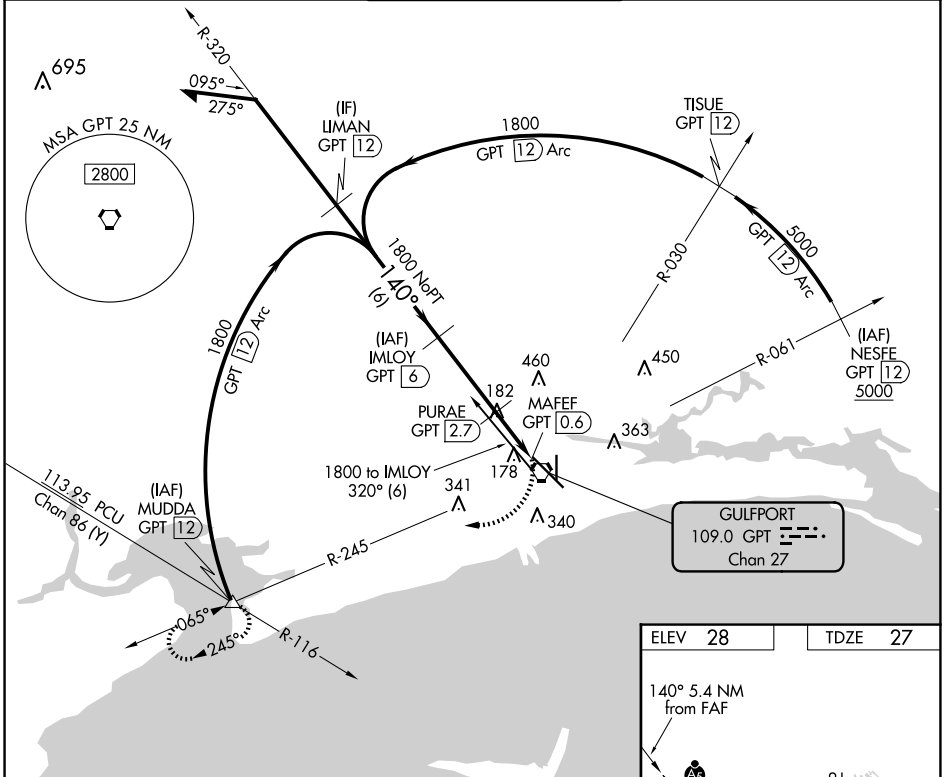 695
MSA GPT 25 NM
2800
R-320
095°
275°
(IF)
LIMAN
GPT 12
1800
GPT 12 Arc
TISUE
GPT 12
5000
GPT 12 Arc
R-030
R-061
(IAF)
NESFE
GPT 12
5000
1800 NoPT
140°
(6)
1800
GPT 12 Arc
(IAF)
IMLOY
GPT 6
460
450
182
MAFEF
GPT 0.6
PURAE
GPT 2.7
363
1800 to IMLOY
320° (6)
178
341
340
113.95 PCU
Chan 86 (Y)
(IAF)
MUDDA
GPT 12
R-245
GULFPORT
109.0 GPT
Chan 27
065°
245°
R-116
ELEV 28
TDZE 27
140° 5.4 NM
from FAF
A5